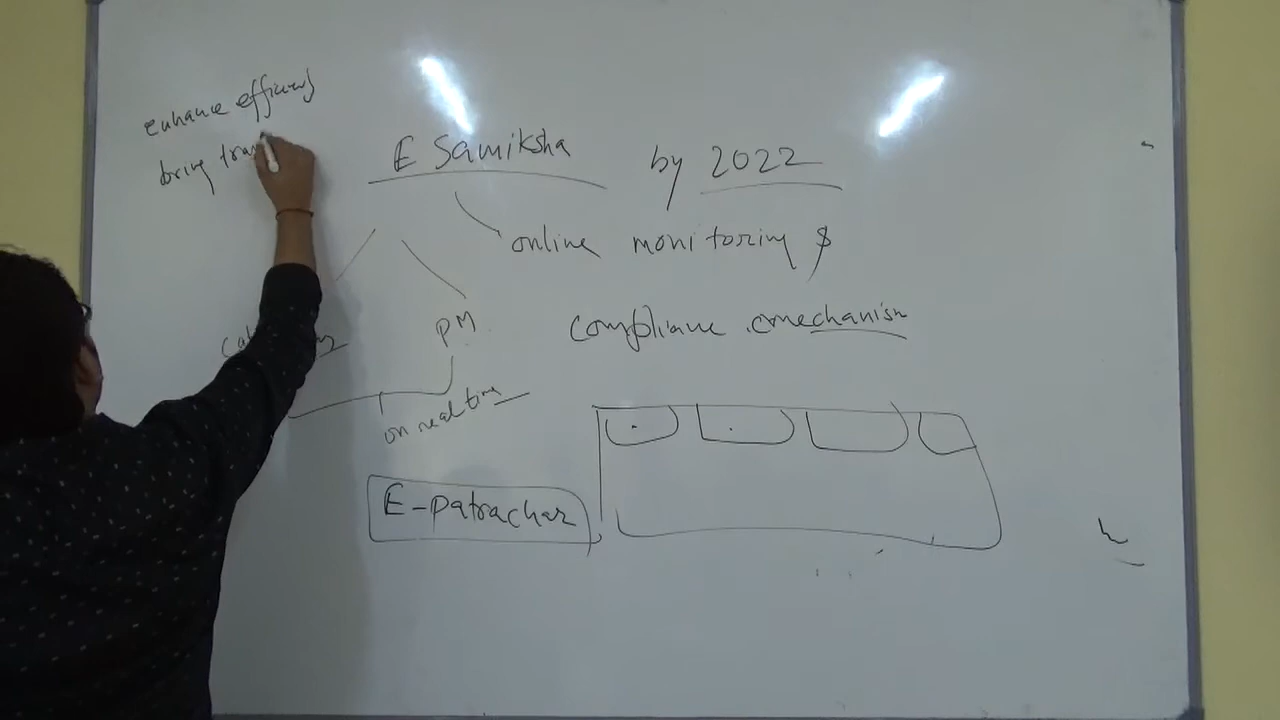 enhance efficiency
bring
E Samiksha by 2022
online monitoring $
PM
compliance mechanism
on real time
E-patrachar